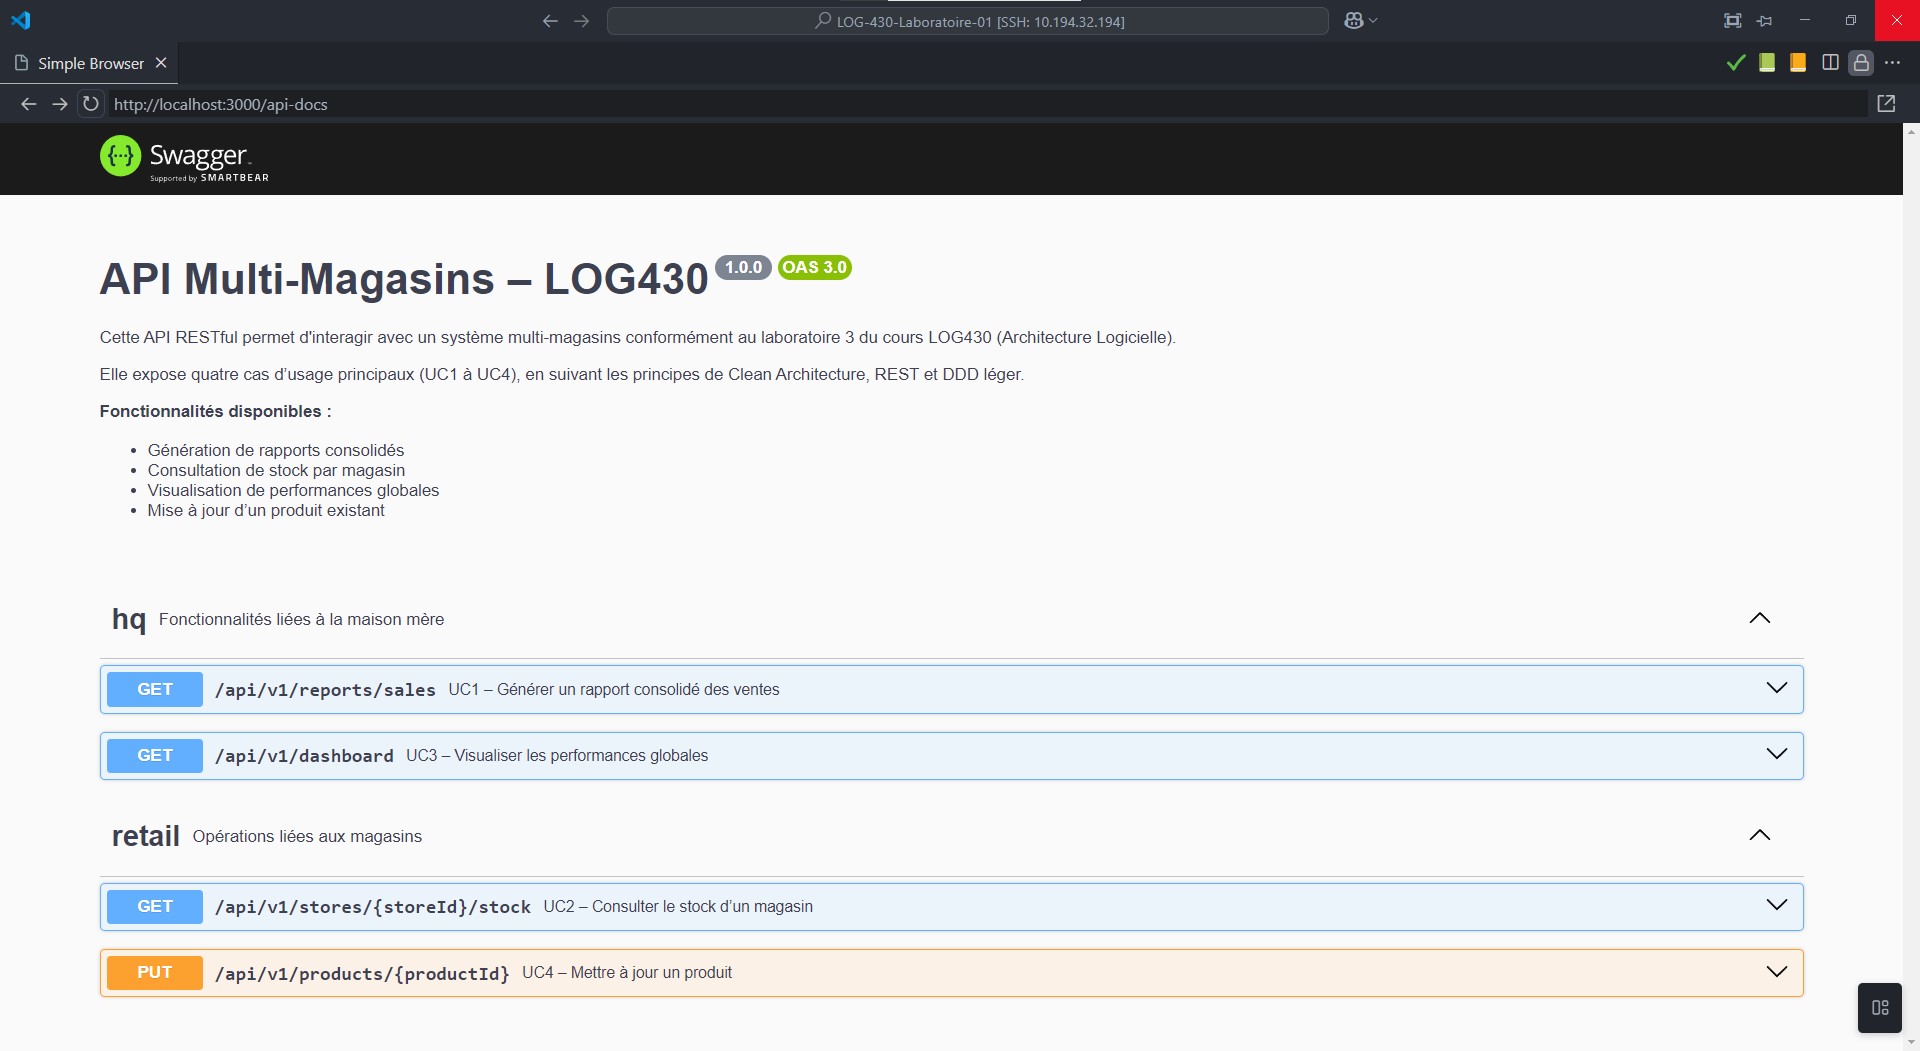 LOG-430-Laboratoire-01 [SSH: 10.194.32.194]
Simple Browser
http://localhost:3000/api-docs
Swagger
Supported by SMARTBEAR
API Multi-Magasins – LOG430 1.0.0 OAS 3.0
Cette API RESTful permet d'interagir avec un système multi-magasins conformément au laboratoire 3 du cours LOG430 (Architecture Logicielle).
Elle expose quatre cas d’usage principaux (UC1 à UC4), en suivant les principes de Clean Architecture, REST et DDD léger.
Fonctionnalités disponibles :
• Génération de rapports consolidés
• Consultation de stock par magasin
• Visualisation de performances globales
• Mise à jour d’un produit existant
hq Fonctionnalités liées à la maison mère
GET /api/v1/reports/sales UC1 – Générer un rapport consolidé des ventes
GET /api/v1/dashboard UC3 – Visualiser les performances globales
retail Opérations liées aux magasins
GET /api/v1/stores/{storeId}/stock UC2 – Consulter le stock d’un magasin
PUT /api/v1/products/{productId} UC4 – Mettre à jour un produit